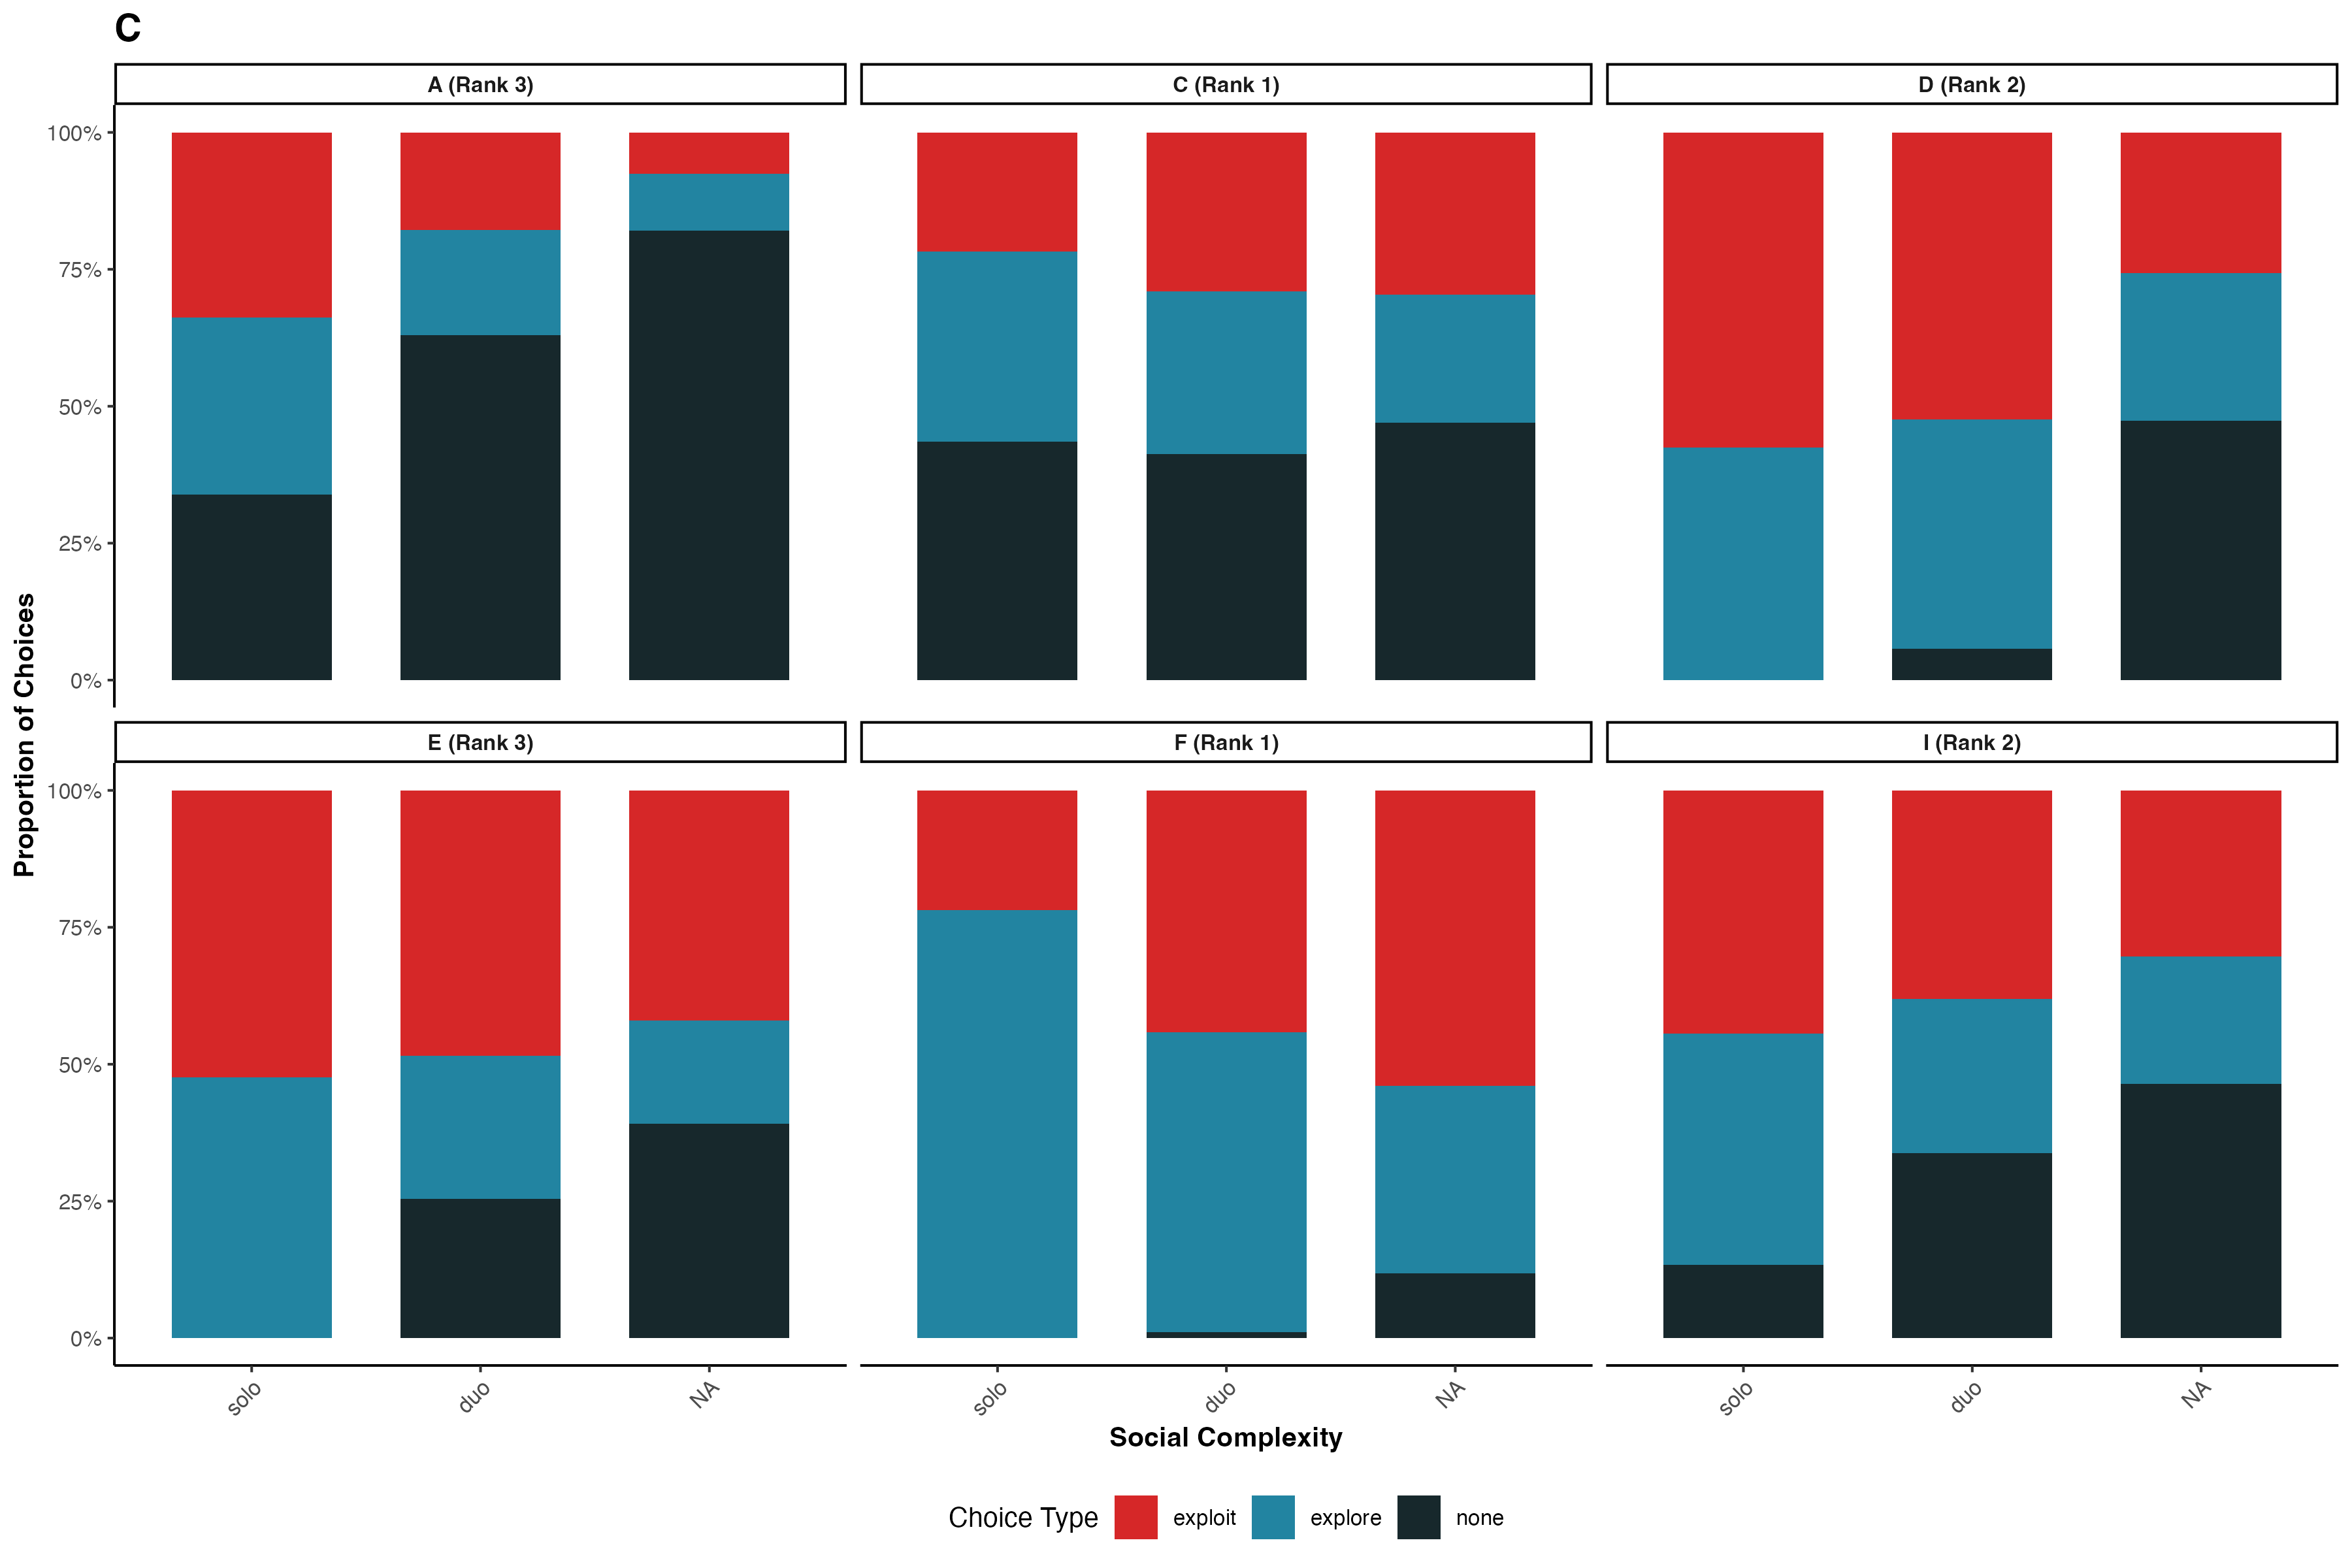 C
A (Rank 3)
C (Rank 1)
D (Rank 2)
100%
75%
50%
25%
0%
E (Rank 3)
F (Rank 1)
I (Rank 2)
100%
75%
50%
25%
0%
Proportion of Choices
solo duo NA
solo duo NA
solo duo NA
Social Complexity
Choice Type exploit explore none